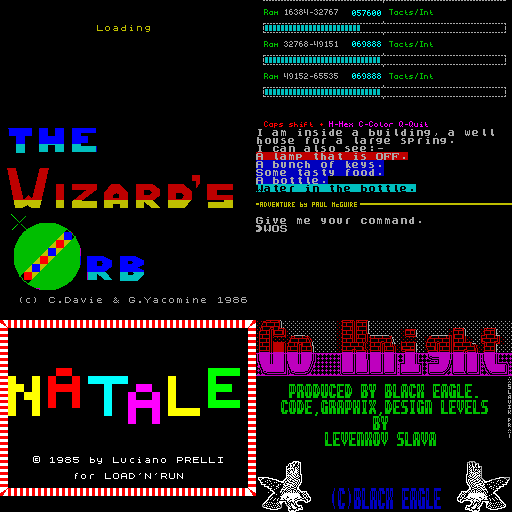 Loading
THE
WIZARD'S
ORB
(c) C.Davie & G.Yacomine 1986
RAM 16384-32767 057600 Tacts/Int
RAM 32768-49151 069888 Tacts/Int
RAM 49152-65535 069888 Tacts/Int
Caps shift + H-Hex C-Color Q-Quit
I am inside a building, a well
house for a large spring.
I can also see:-
A lamp that is OFF.
A bunch of keys.
Some tasty food.
A bottle.
Water in the bottle.
ADVENTURE by PAUL McGUIRE
Give me your command.
>WOS
NATALE
© 1985 by Luciano PRELLI
for LOAD'N'RUN
Go Knight
PRODUCED BY BLACK EAGLE.
CODE,GRAPHIX,DESIGN LEVELS
BY
LEVENKOV SLAVA
(C)BLACK EAGLE